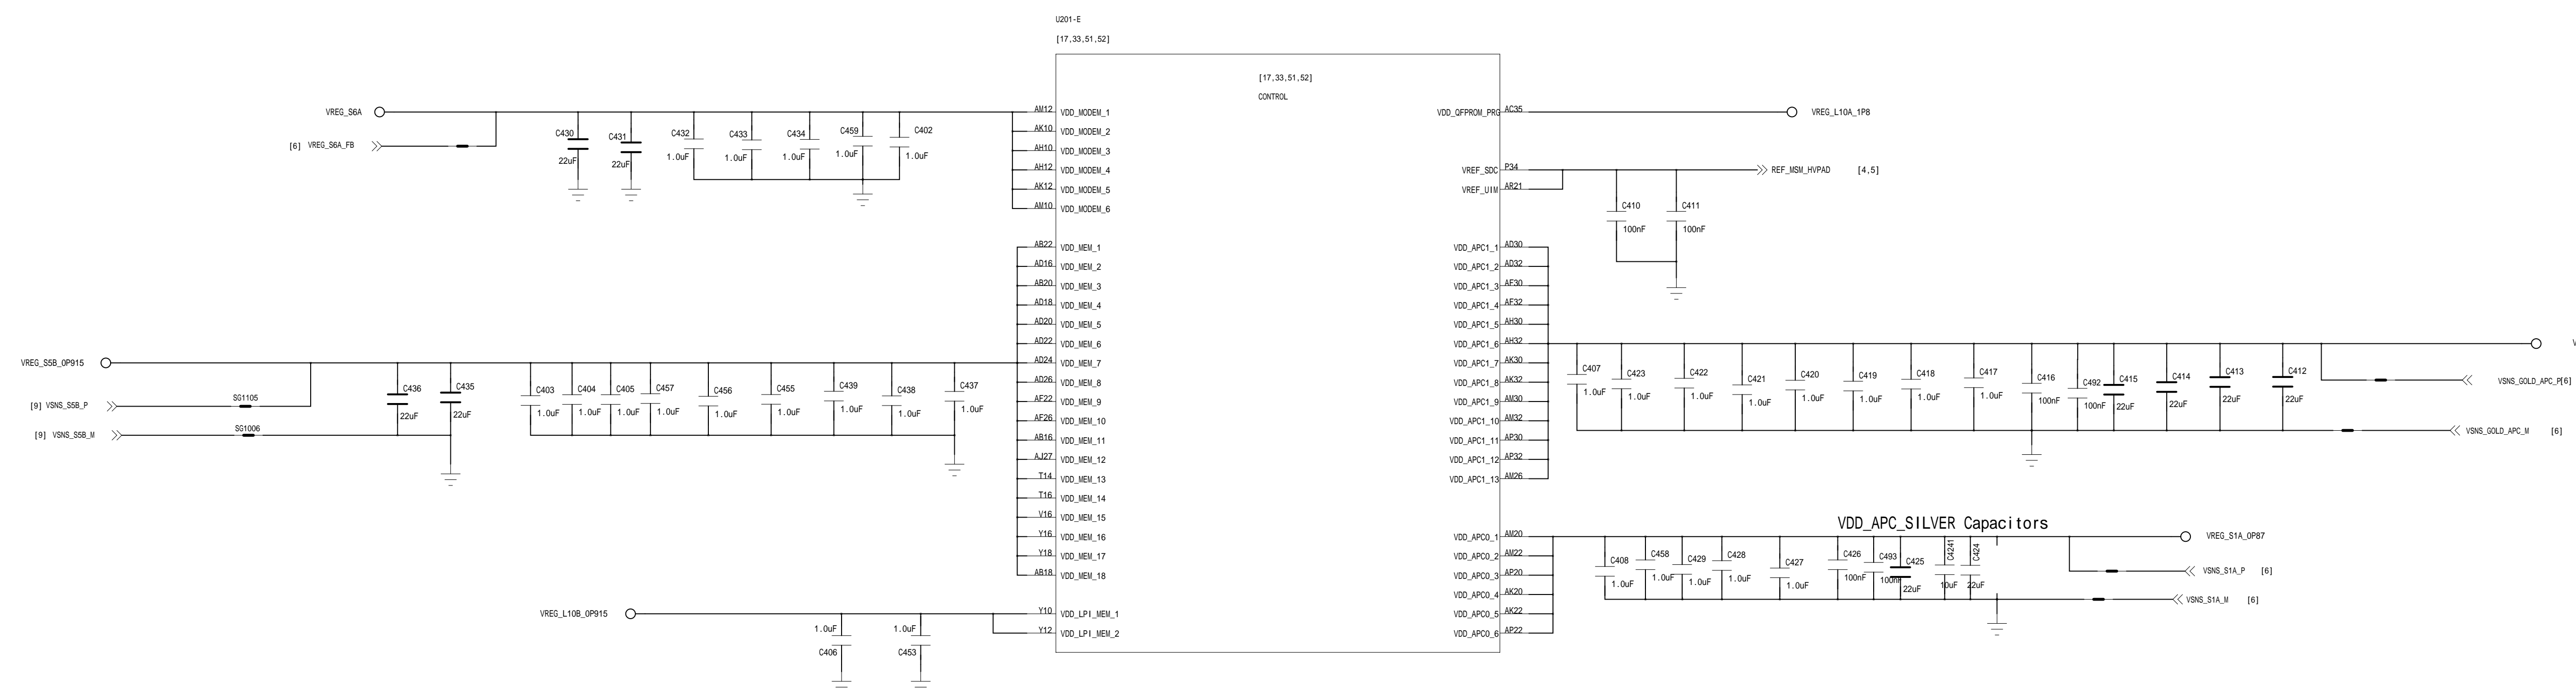 U201-E
[17,33,51,52]
[17,33,51,52]
CONTROL
VREG_S6A
[6] VREG_S6A_FB
C430
22uF
C431
22uF
C432
1.0uF
C433
1.0uF
C434
1.0uF
C459
1.0uF
C402
1.0uF
AM12 VDD_MODEM_1
AK10 VDD_MODEM_2
AH10 VDD_MODEM_3
AH12 VDD_MODEM_4
AK12 VDD_MODEM_5
AM10 VDD_MODEM_6
AB22 VDD_MEM_1
AD16 VDD_MEM_2
AB20 VDD_MEM_3
AD18 VDD_MEM_4
AD20 VDD_MEM_5
AD22 VDD_MEM_6
AD24 VDD_MEM_7
AD26 VDD_MEM_8
AF22 VDD_MEM_9
AF26 VDD_MEM_10
AB16 VDD_MEM_11
AJ27 VDD_MEM_12
T14 VDD_MEM_13
T16 VDD_MEM_14
V16 VDD_MEM_15
Y16 VDD_MEM_16
Y18 VDD_MEM_17
AB18 VDD_MEM_18
Y10 VDD_LPI_MEM_1
Y12 VDD_LPI_MEM_2
VREG_S5B_0P915
[9] VSNS_S5B_P
SG1105
[9] VSNS_S5B_M
SG1006
C436
22uF
C435
22uF
C403
1.0uF
C404
1.0uF
C405
1.0uF
C457
1.0uF
C456
1.0uF
C455
1.0uF
C439
1.0uF
C438
1.0uF
C437
1.0uF
VREG_L10B_0P915
1.0uF
C406
1.0uF
C453
VDD_QFPROM_PRG AC35
VREG_L10A_1P8
VREF_SDC P34
REF_MSM_HVPAD [4,5]
VREF_UIM AR21
C410
100nF
C411
100nF
VDD_APC1_1 AD30
VDD_APC1_2 AD32
VDD_APC1_3 AF30
VDD_APC1_4 AF32
VDD_APC1_5 AH30
VDD_APC1_6 AH32
VDD_APC1_7 AK30
VDD_APC1_8 AK32
VDD_APC1_9 AM30
VDD_APC1_10 AM32
VDD_APC1_11 AP30
VDD_APC1_12 AP32
VDD_APC1_13 AM26
C407
1.0uF
C423
1.0uF
C422
1.0uF
C421
1.0uF
C420
1.0uF
C419
1.0uF
C418
1.0uF
C417
1.0uF
C416
100nF
C492
100nF
C415
22uF
C414
22uF
C413
22uF
C412
22uF
V
VSNS_GOLD_APC_P[6]
VSNS_GOLD_APC_M [6]
VDD_APC_SILVER Capacitors
VDD_APC0_1 AM20
VDD_APC0_2 AM22
VDD_APC0_3 AP20
VDD_APC0_4 AK20
VDD_APC0_5 AK22
VDD_APC0_6 AP22
C408
1.0uF
C458
1.0uF
C429
1.0uF
C428
1.0uF
C427
1.0uF
C426
100nF
C493
100nF
C425
22uF
C4241
10uF
C424
22uF
VREG_S1A_0P87
VSNS_S1A_P [6]
VSNS_S1A_M [6]